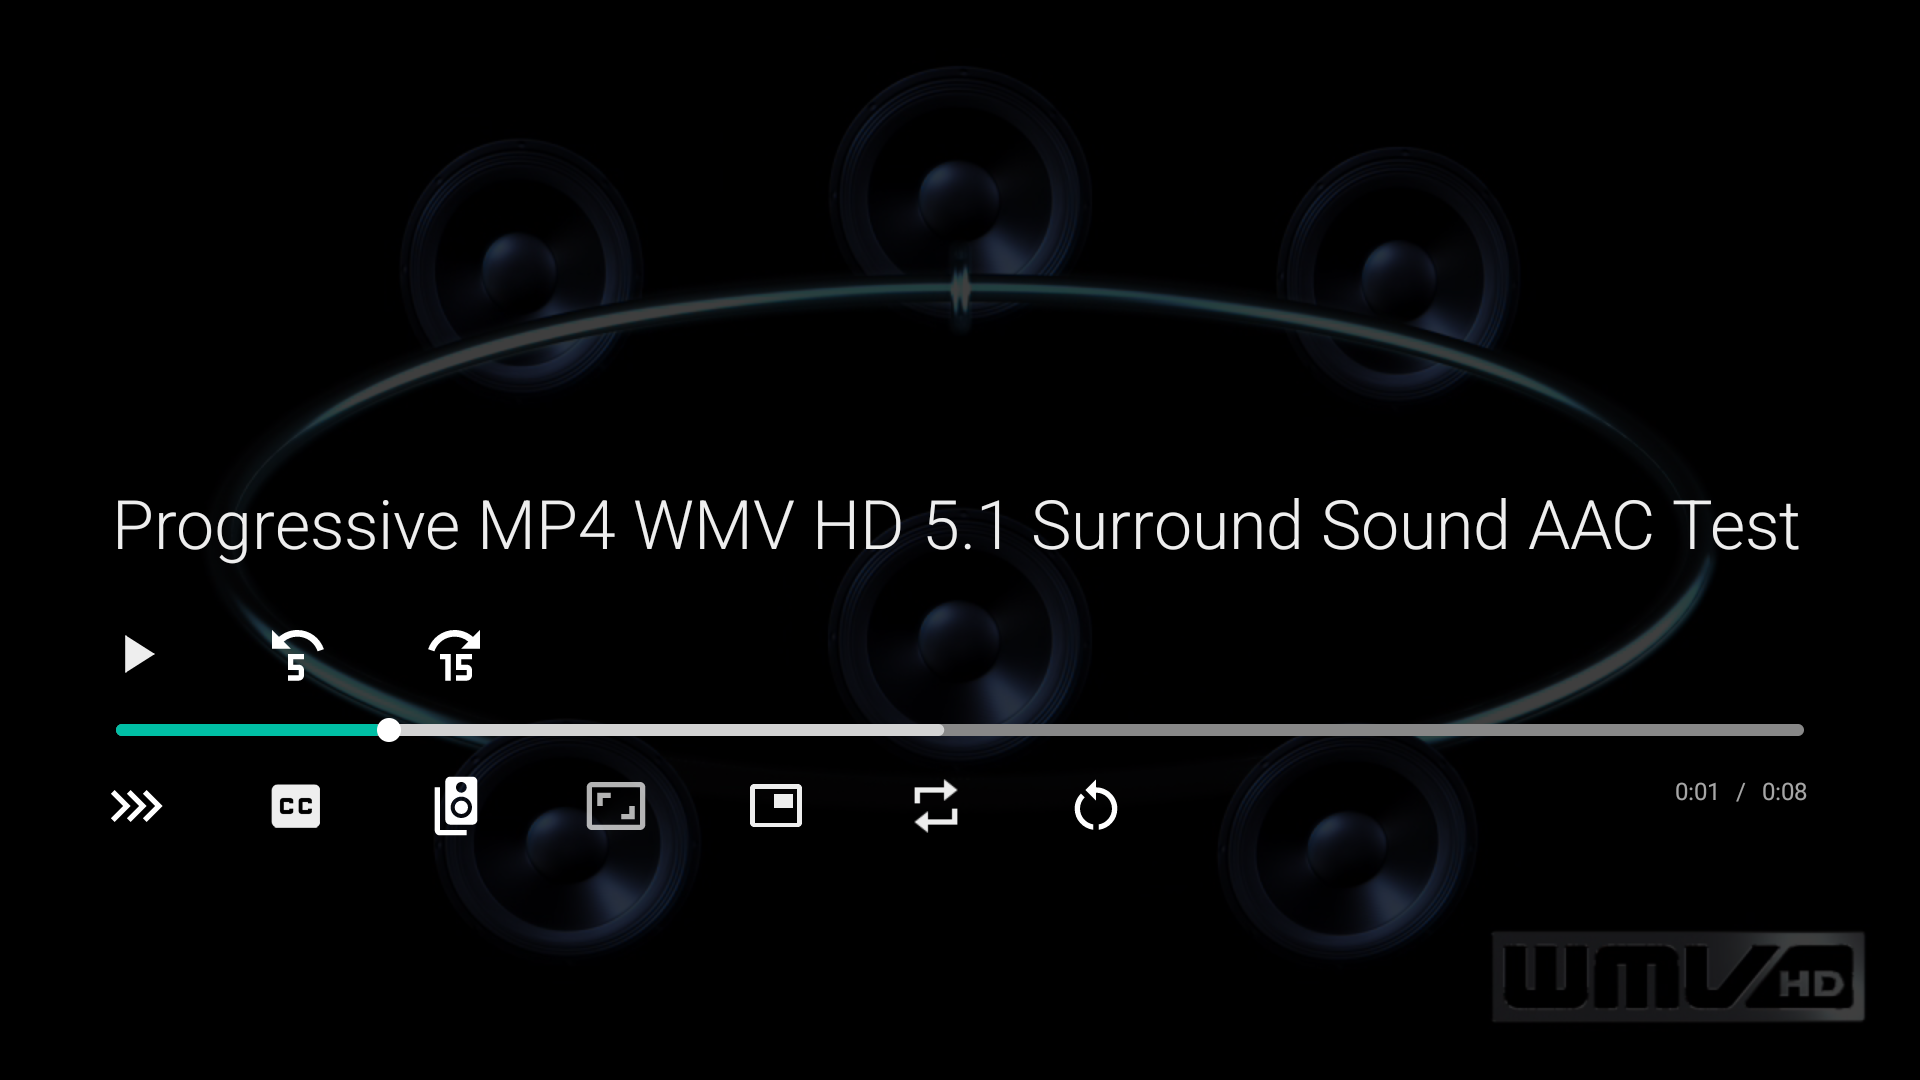 Progressive MP4 WMV HD 5.1 Surround Sound AAC Test
5
15
CC
0:01 / 0:08
WMV HD